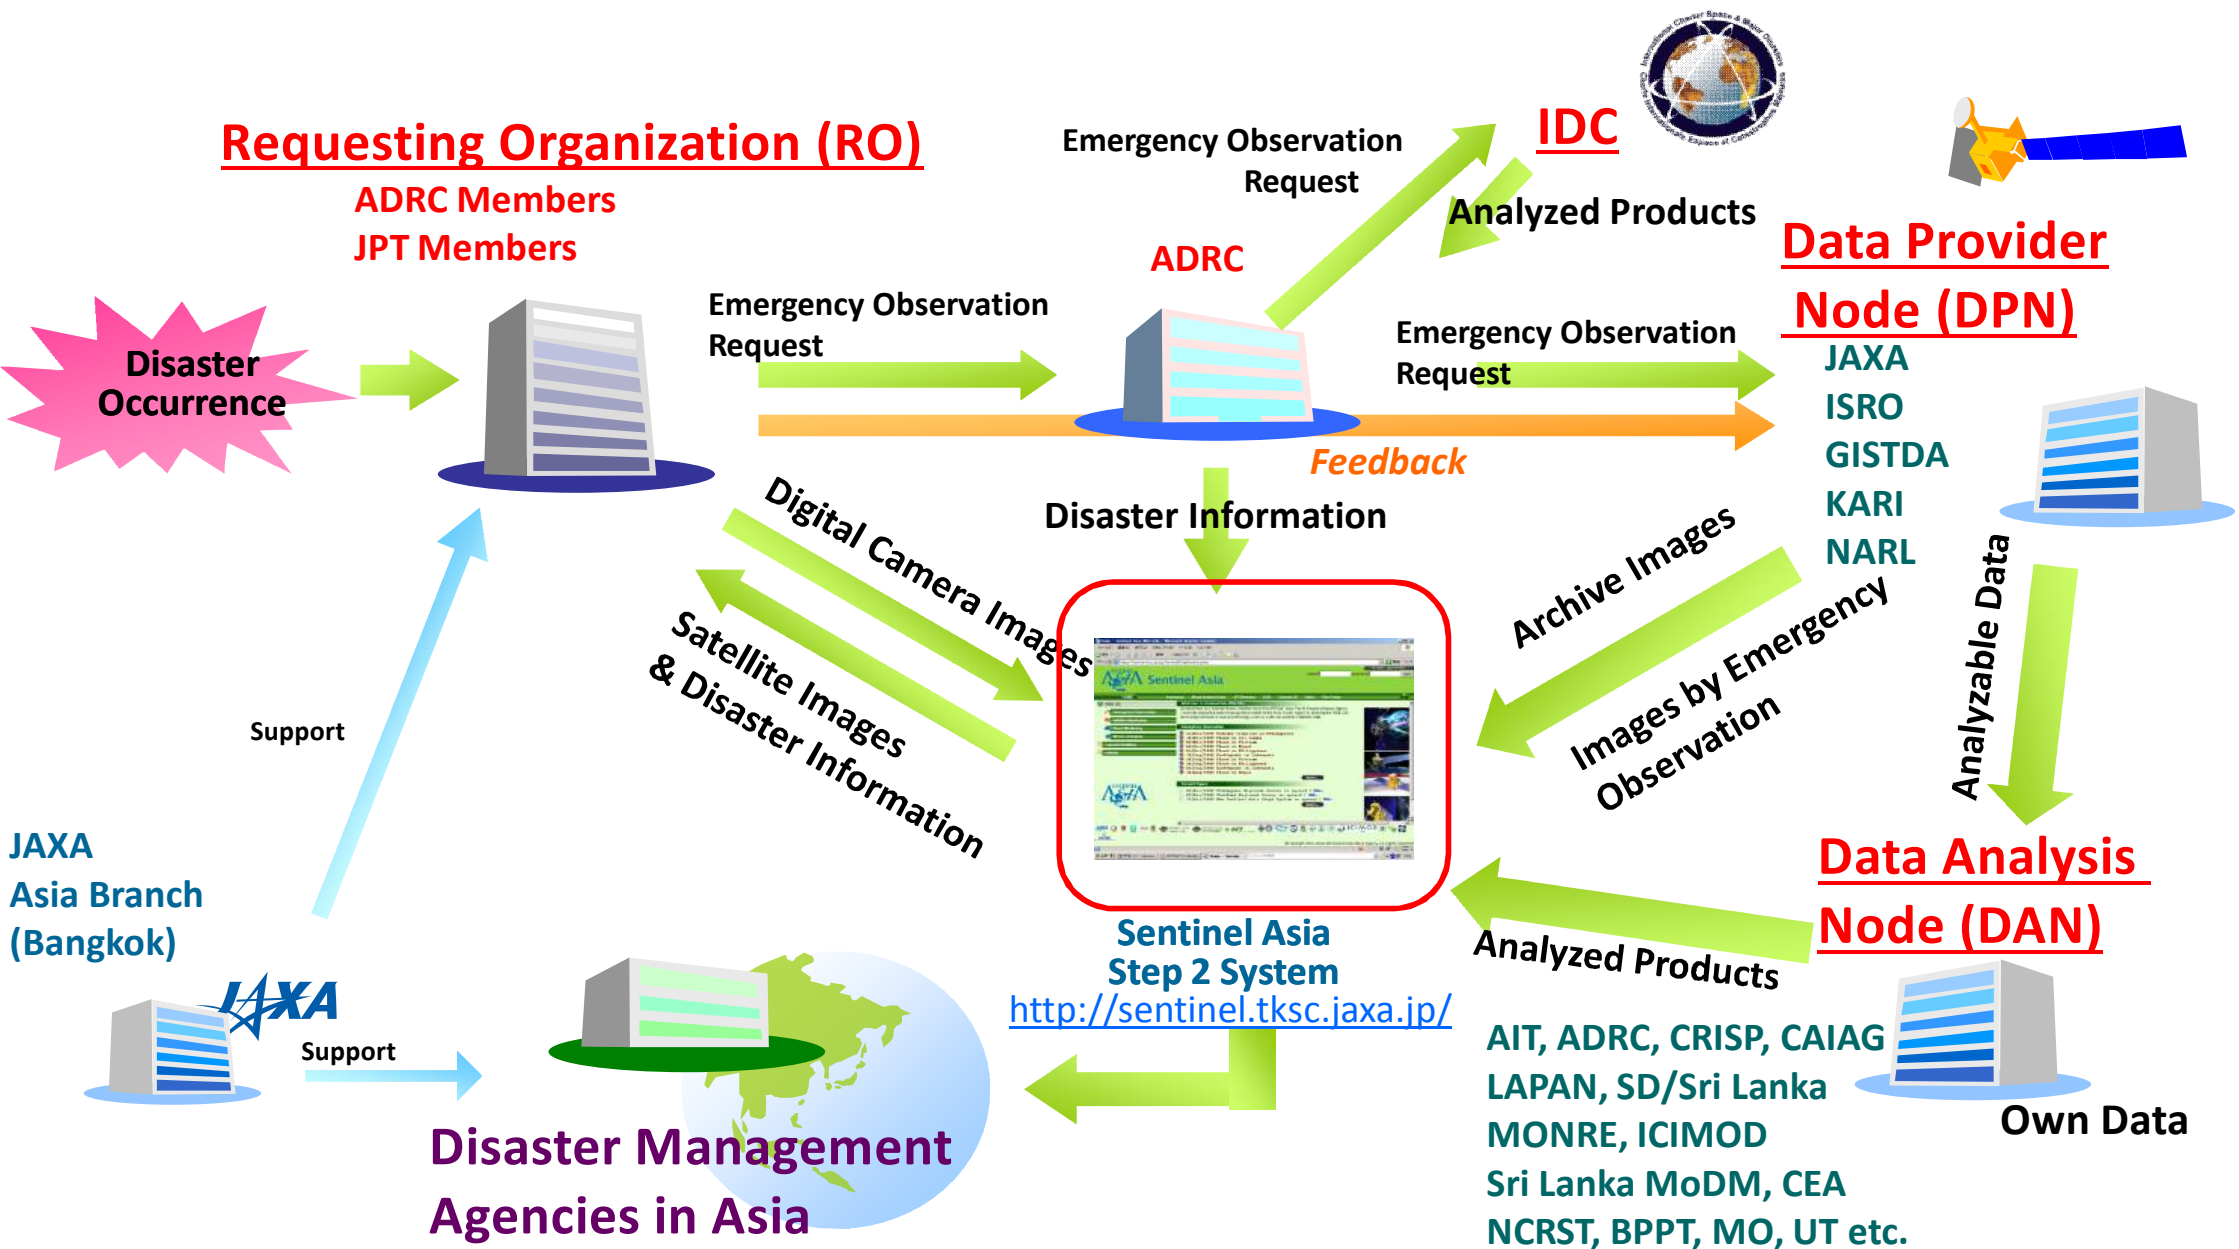 Requesting Organization (RO)
ADRC Members
JPT Members
Disaster
Occurrence
Emergency Observation
Request
ADRC
Emergency Observation
Request
IDC
Analyzed Products
Emergency Observation
Request
Feedback
Data Provider
Node (DPN)
JAXA
ISRO
GISTDA
KARI
NARL
Disaster Information
Digital Camera Images
Satellite Images
& Disaster Information
Archive Images
Images by Emergency
Observation
Analyzable Data
Support
JAXA
Asia Branch
(Bangkok)
JAXA
Support
Sentinel Asia
Sentinel Asia
Step 2 System
http://sentinel.tksc.jaxa.jp/
Data Analysis
Node (DAN)
Analyzed Products
AIT, ADRC, CRISP, CAIAG
LAPAN, SD/Sri Lanka
MONRE, ICIMOD
Sri Lanka MoDM, CEA
NCRST, BPPT, MO, UT etc.
Own Data
Disaster Management
Agencies in Asia